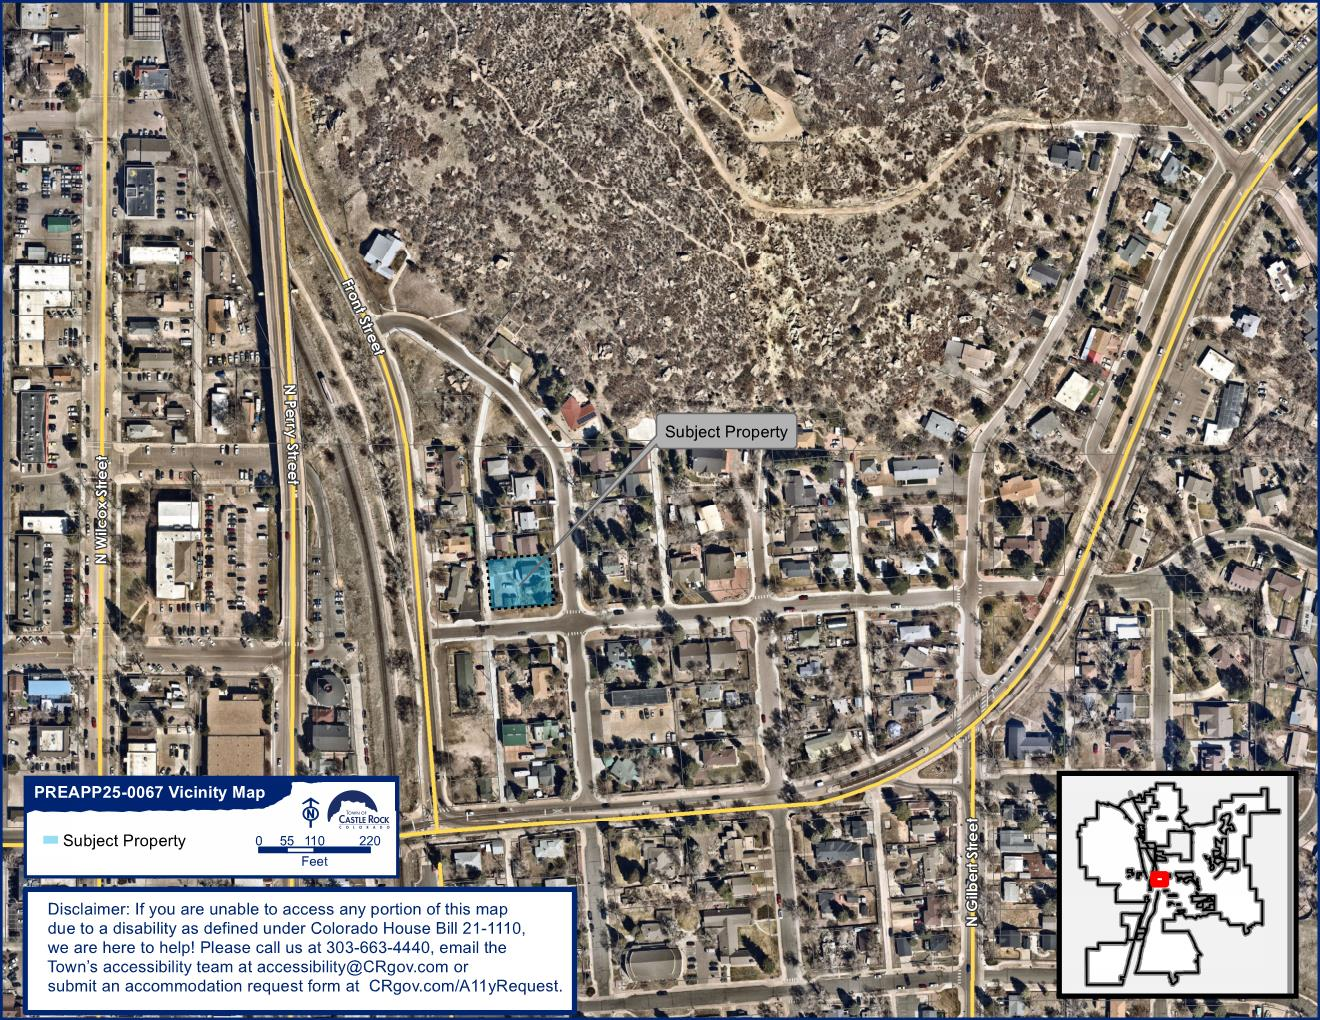 Front Street
N Perry Street
N Wilcox Street
Subject Property
N Gilbert Street
PREAPP25-0067 Vicinity Map
N
TOWN OF
CASTLE ROCK
COLORADO
Subject Property
0 55 110 220
Feet
Disclaimer: If you are unable to access any portion of this map
due to a disability as defined under Colorado House Bill 21-1110,
we are here to help! Please call us at 303-663-4440, email the
Town's accessibility team at accessibility@CRgov.com or
submit an accommodation request form at CRgov.com/A11yRequest.